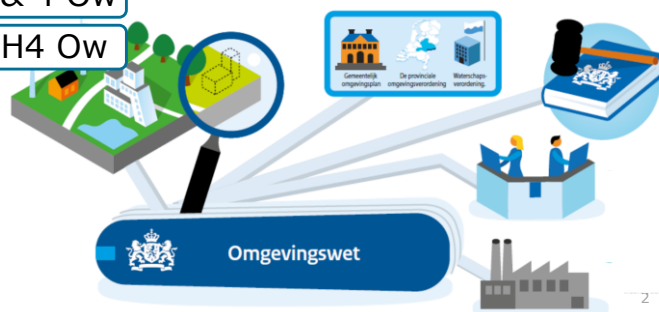 & 4 Ow
H4 Ow
Gemeentelijk omgevingsplan
De provinciale omgevingsverordening
Waterschaps-
verordening.
Omgevingswet
2